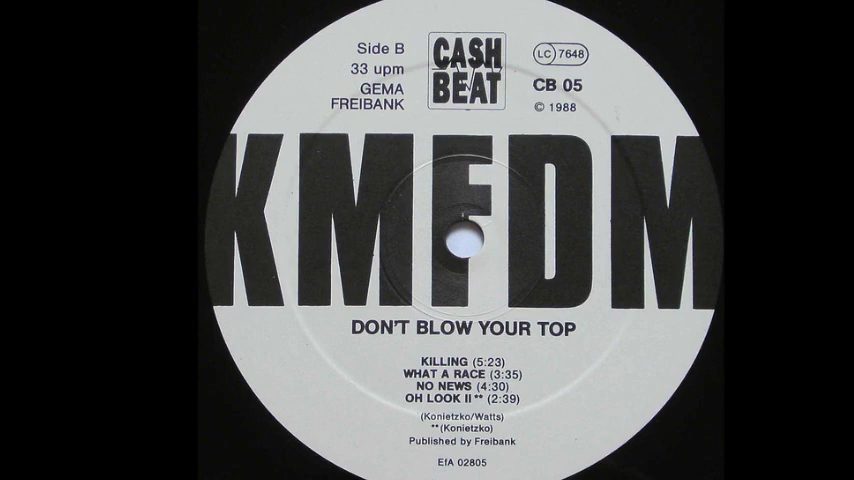 Side B
33 upm
GEMA
FREIBANK
CASH
BEAT
LC 7648
CB 05
© 1988
KMFDM
DON'T BLOW YOUR TOP
KILLING (5:23)
WHAT A RACE (3:35)
NO NEWS (4:30)
OH LOOK II ** (2:39)
(Konietzko/Watts)
**(Konietzko)
Published by Freibank
EfA 02805